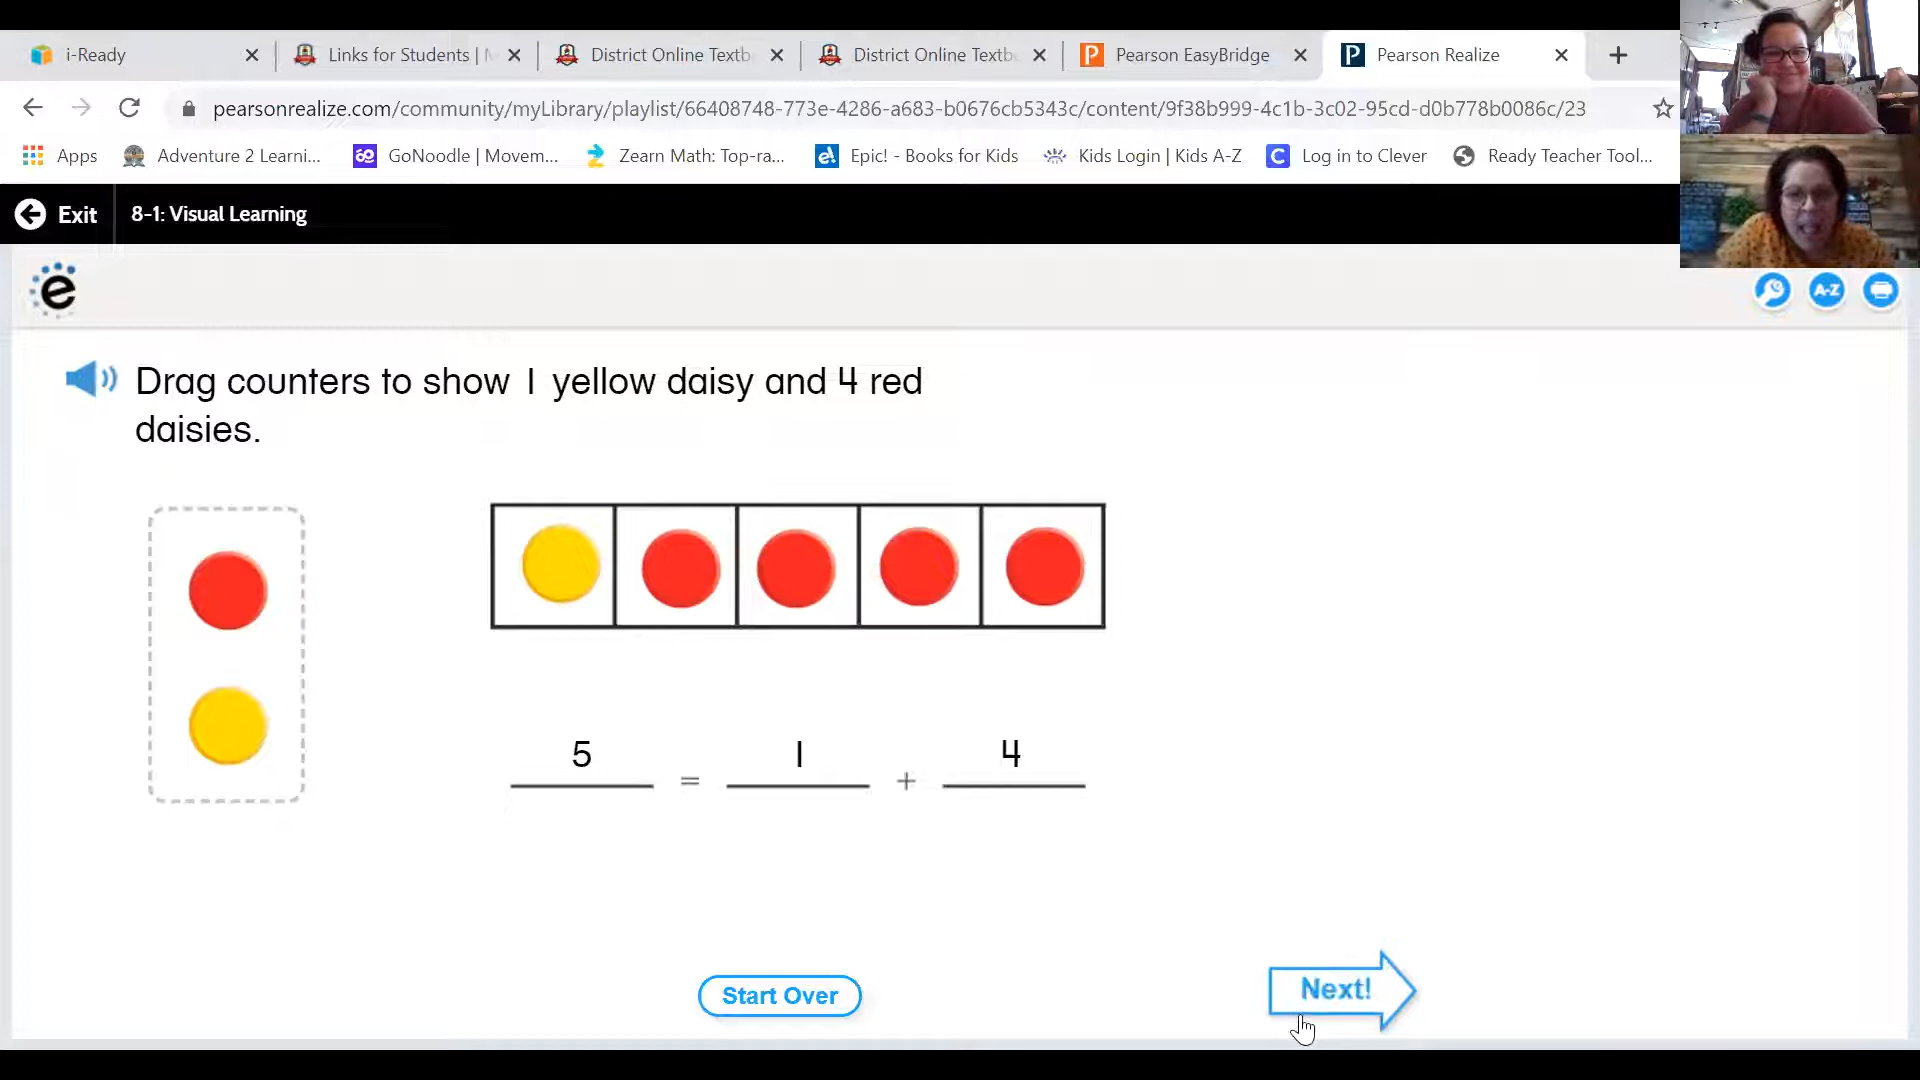 i-Ready
Links for Students |
District Online Textb
District Online Textb
Pearson EasyBridge
Pearson Realize
pearsonrealize.com/community/myLibrary/playlist/66408748-773e-4286-a683-b0676cb5343c/content/9f38b999-4c1b-3c02-95cd-d0b778b0086c/23
Apps
Adventure 2 Learni...
GoNoodle | Movem...
Zearn Math: Top-ra...
Epic! - Books for Kids
Kids Login | Kids A-Z
Log in to Clever
Ready Teacher Tool...
Exit
8-1: Visual Learning
A-Z
Drag counters to show 1 yellow daisy and 4 red
daisies.
5 = 1 + 4
Start Over
Next!